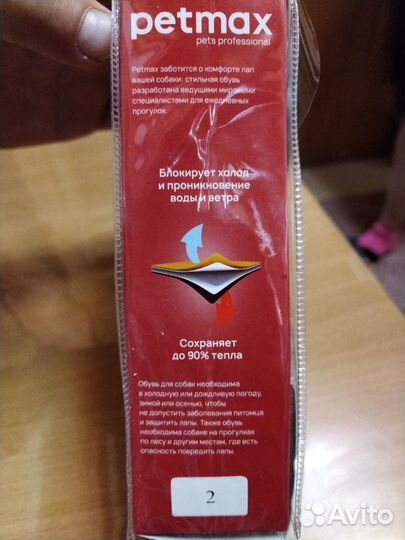 petmax
pets professional
Petmax заботится о комфорте лап
вашей собаки: стильная обувь
разработана ведущими мировыми
специалистами для ежедневных
прогулок.
Блокирует холод
и проникновение
воды и ветра
Сохраняет
до 90% тепла
Обувь для собак необходима
в холодную или дождливую погоду,
зимой или осенью, чтобы
не допустить заболевания питомца
и защитить лапы. Также обувь
необходима собаке на прогулках
по лесу и другим местам, где есть
опасность повредить лапы.
2
Avito